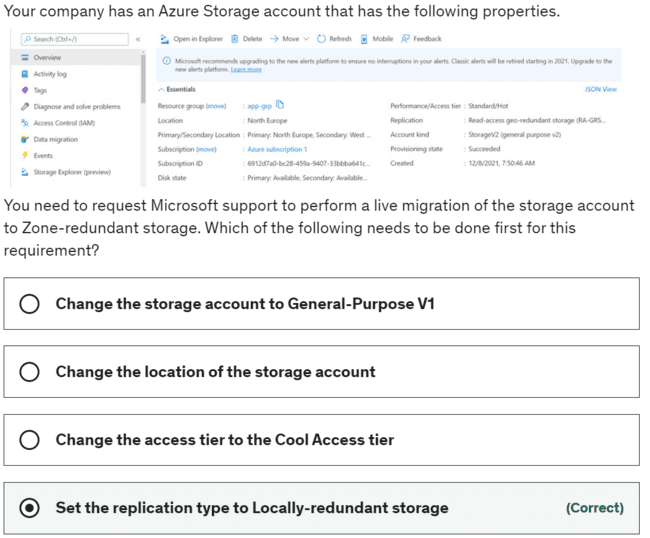 Your company has an Azure Storage account that has the following properties.
Search (Ctrl+/)
«
Open in Explorer Delete Move Refresh Mobile Feedback
Overview
Activity log
Tags
Diagnose and solve problems
Access Control (IAM)
Data migration
Events
Storage Explorer (preview)
Microsoft recommends upgrading to the new alerts platform to ensure no interruptions in your alerts. Classic alerts will be retired starting in 2021. Upgrade to the
new alerts platform. Learn more
Essentials JSON View
Resource group (move) : app-grp Performance/Access tier : Standard/Hot
Location : North Europe Replication : Read-access geo-redundant storage (RA-GRS...
Primary/Secondary Location : Primary: North Europe, Secondary: West ... Account kind : StorageV2 (general purpose v2)
Subscription (move) : Azure subscription 1 Provisioning state : Succeeded
Subscription ID : 6912d7a0-bc28-459a-9407-33bbba641c... Created : 12/8/2021, 7:50:46 AM
Disk state : Primary: Available, Secondary: Available...
You need to request Microsoft support to perform a live migration of the storage account
to Zone-redundant storage. Which of the following needs to be done first for this
requirement?
Change the storage account to General-Purpose V1
Change the location of the storage account
Change the access tier to the Cool Access tier
Set the replication type to Locally-redundant storage (Correct)